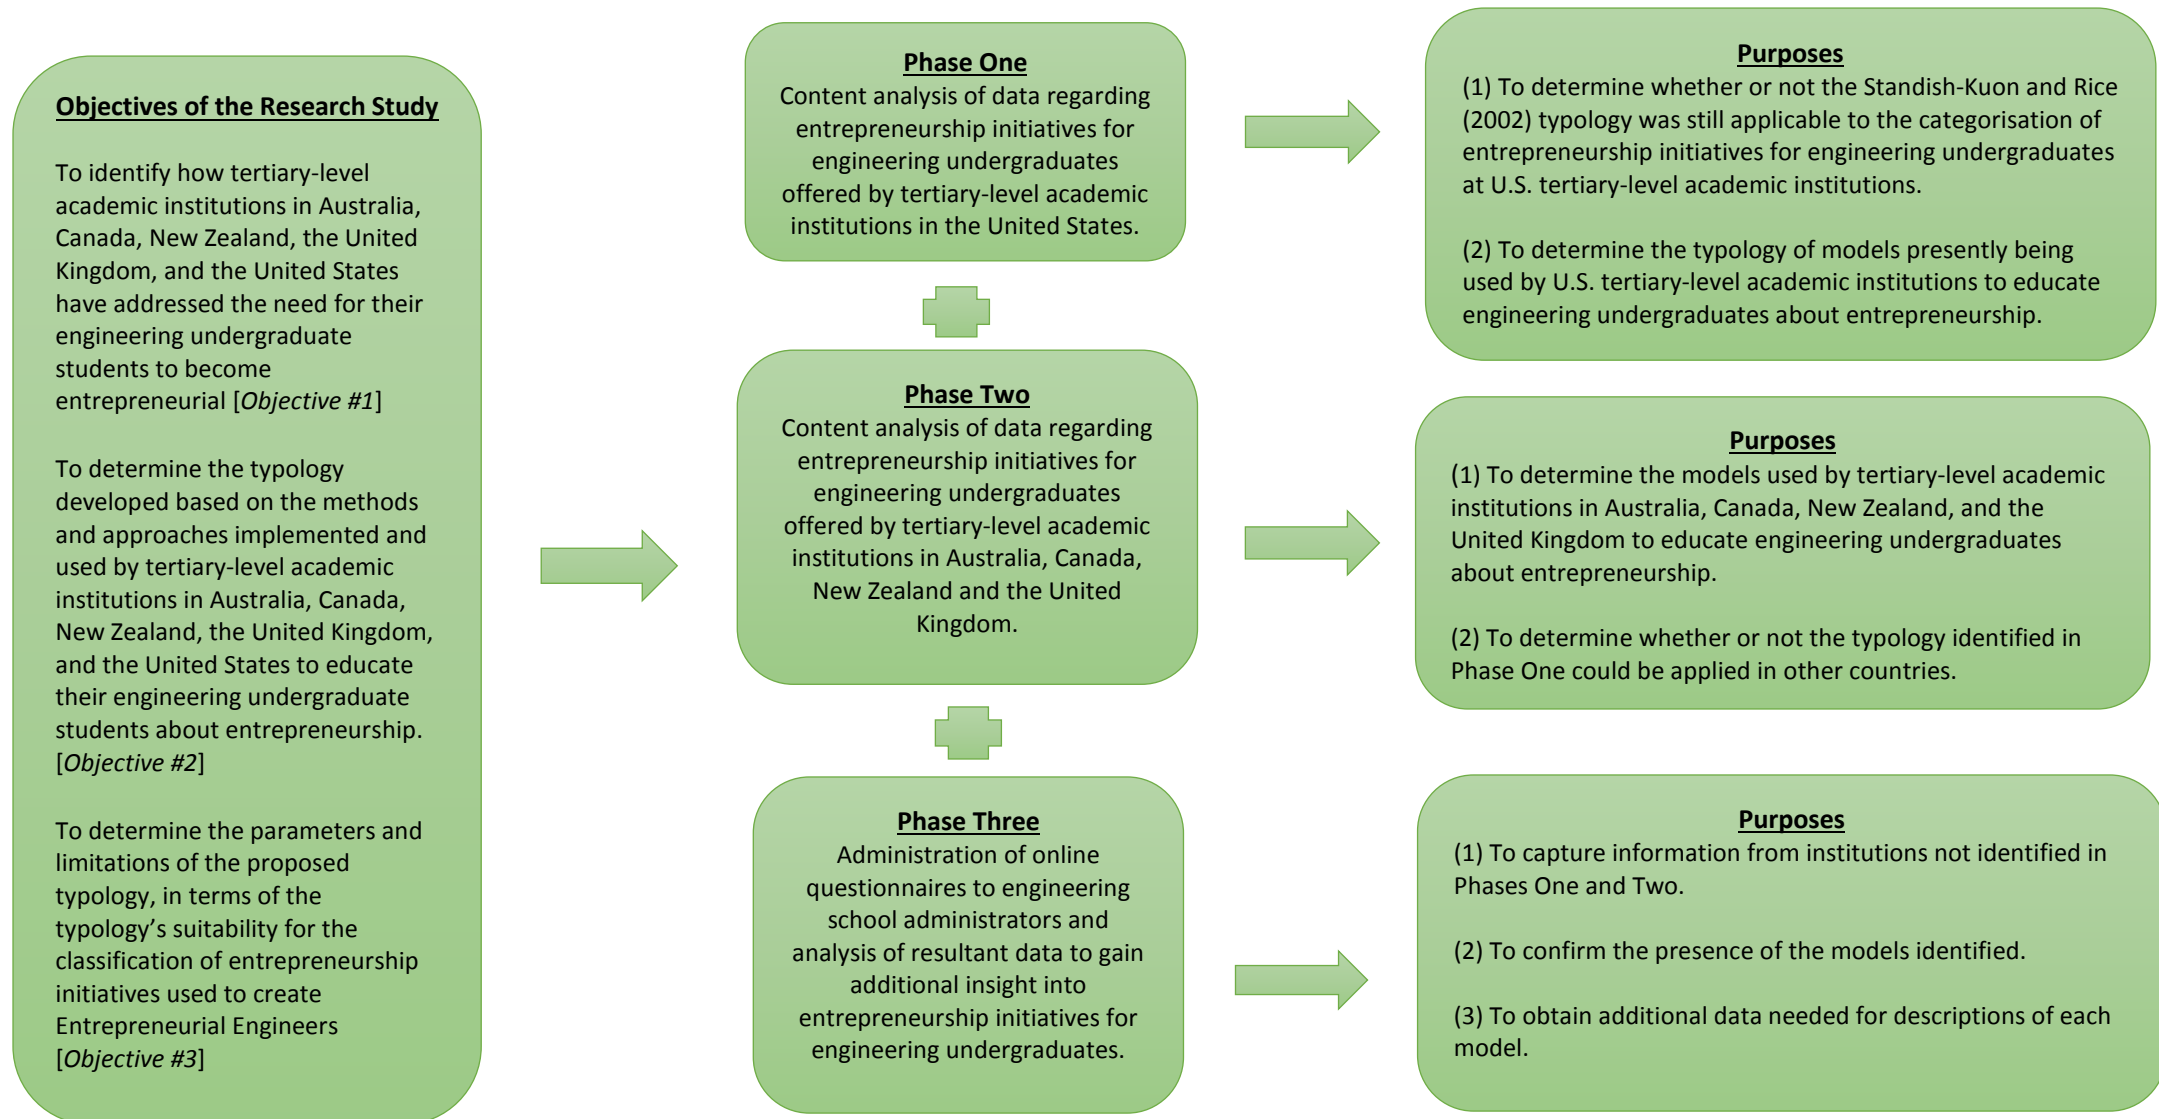 Objectives of the Research Study
To identify how tertiary-level
academic institutions in Australia,
Canada, New Zealand, the United
Kingdom, and the United States
have addressed the need for their
engineering undergraduate
students to become
entrepreneurial [Objective #1]
To determine the typology
developed based on the methods
and approaches implemented and
used by tertiary-level academic
institutions in Australia, Canada,
New Zealand, the United Kingdom,
and the United States to educate
their engineering undergraduate
students about entrepreneurship.
[Objective #2]
To determine the parameters and
limitations of the proposed
typology, in terms of the
typology’s suitability for the
classification of entrepreneurship
initiatives used to create
Entrepreneurial Engineers
[Objective #3]
Phase One
Content analysis of data regarding
entrepreneurship initiatives for
engineering undergraduates
offered by tertiary-level academic
institutions in the United States.
Purposes
(1) To determine whether or not the Standish-Kuon and Rice
(2002) typology was still applicable to the categorisation of
entrepreneurship initiatives for engineering undergraduates
at U.S. tertiary-level academic institutions.
(2) To determine the typology of models presently being
used by U.S. tertiary-level academic institutions to educate
engineering undergraduates about entrepreneurship.
Phase Two
Content analysis of data regarding
entrepreneurship initiatives for
engineering undergraduates
offered by tertiary-level academic
institutions in Australia, Canada,
New Zealand and the United
Kingdom.
Purposes
(1) To determine the models used by tertiary-level academic
institutions in Australia, Canada, New Zealand, and the
United Kingdom to educate engineering undergraduates
about entrepreneurship.
(2) To determine whether or not the typology identified in
Phase One could be applied in other countries.
Phase Three
Administration of online
questionnaires to engineering
school administrators and
analysis of resultant data to gain
additional insight into
entrepreneurship initiatives for
engineering undergraduates.
Purposes
(1) To capture information from institutions not identified in
Phases One and Two.
(2) To confirm the presence of the models identified.
(3) To obtain additional data needed for descriptions of each
model.